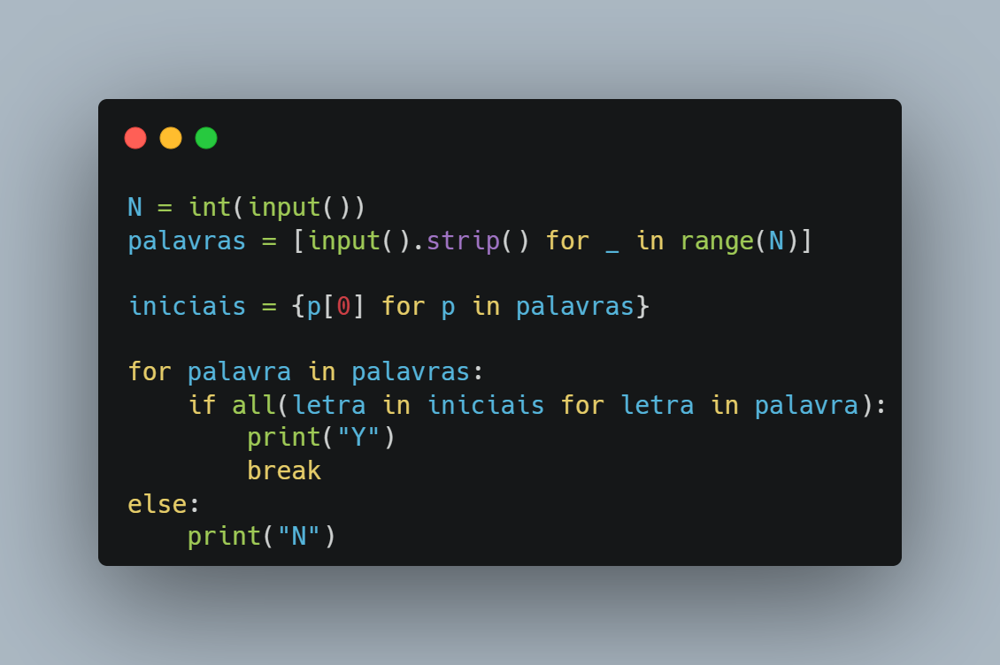 N = int(input())
palavras = [input().strip() for _ in range(N)]

iniciais = {p[0] for p in palavras}

for palavra in palavras:
    if all(letra in iniciais for letra in palavra):
        print("Y")
        break
else:
    print("N")